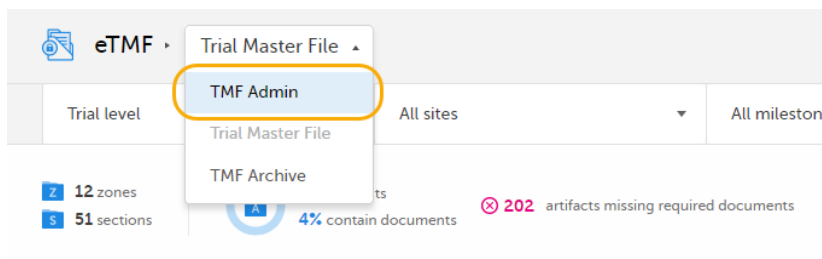 eTMF
Trial Master File
TMF Admin
Trial Master File
TMF Archive
Trial level
All sites
All mileston
Z 12 zones
S 51 sections
A
ts
4% contain documents
202 artifacts missing required documents